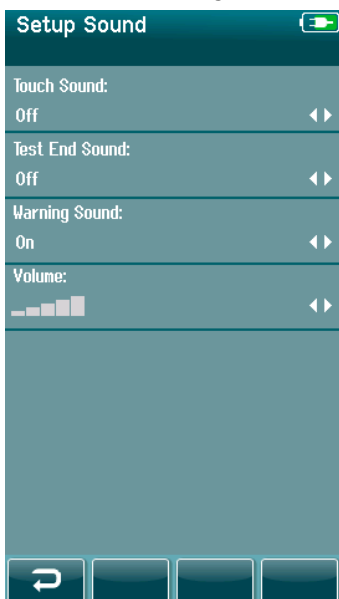 Setup Sound
Touch Sound:
Off
Test End Sound:
Off
Warning Sound:
On
Volume: